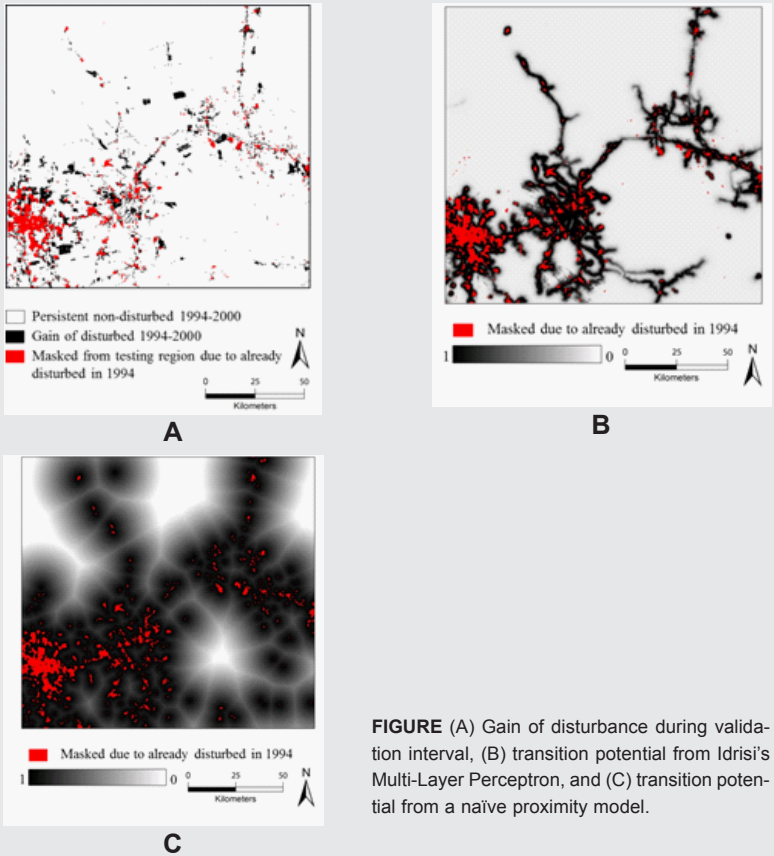 Persistent non-disturbed 1994-2000
Gain of disturbed 1994-2000
Masked from testing region due to already
disturbed in 1994
N
0 25 50
Kilometers
A
Masked due to already disturbed in 1994
1 0
0 25 50
Kilometers
N
B
Masked due to already disturbed in 1994
1 0
0 25 50
Kilometers
N
C
FIGURE (A) Gain of disturbance during valida-
tion interval, (B) transition potential from Idrisi's
Multi-Layer Perceptron, and (C) transition poten-
tial from a naïve proximity model.